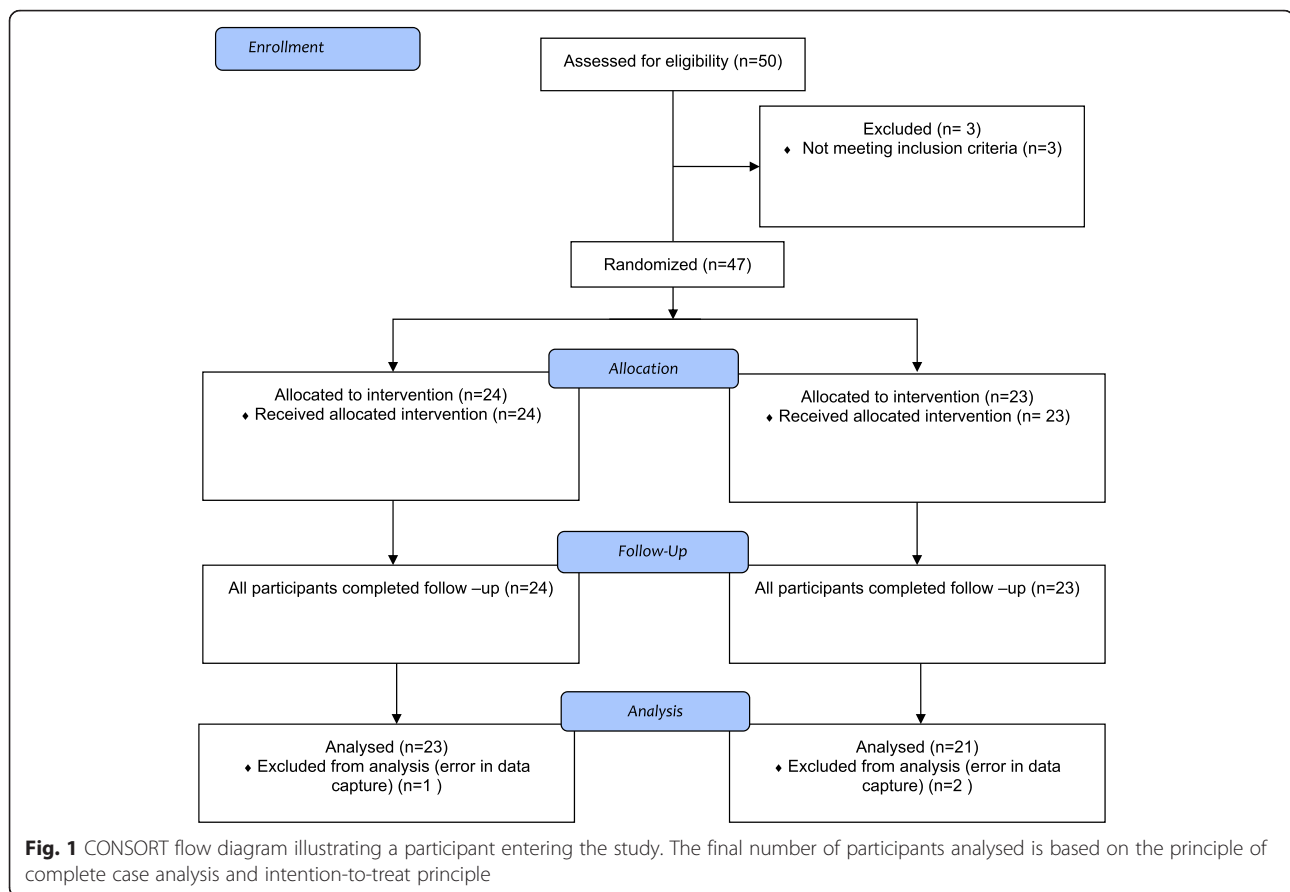 Enrollment
Assessed for eligibility (n=50)
Excluded (n= 3)
♦ Not meeting inclusion criteria (n=3)
Randomized (n=47)
Allocation
Allocated to intervention (n=24)
♦ Received allocated intervention (n=24)
Allocated to intervention (n=23)
♦ Received allocated intervention (n= 23)
Follow-Up
All participants completed follow –up (n=24)
All participants completed follow –up (n=23)
Analysis
Analysed (n=23)
♦ Excluded from analysis (error in data
capture) (n=1 )
Analysed (n=21)
♦ Excluded from analysis (error in data
capture) (n=2 )
Fig. 1 CONSORT flow diagram illustrating a participant entering the study. The final number of participants analysed is based on the principle of
complete case analysis and intention-to-treat principle